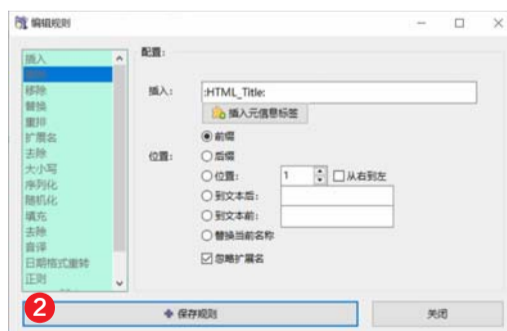 编辑规则
配置：
插入
移除
替换
重排
扩展名
去除
大小写
序列化
随机化
填充
去除
音译
日期格式重转
正则
插入：
:HTML_Title:
插入元信息标签
位置：
前缀
后缀
位置：
1
从右到左
到文本后：
到文本前：
替换当前名称
忽略扩展名
2
保存规则
关闭